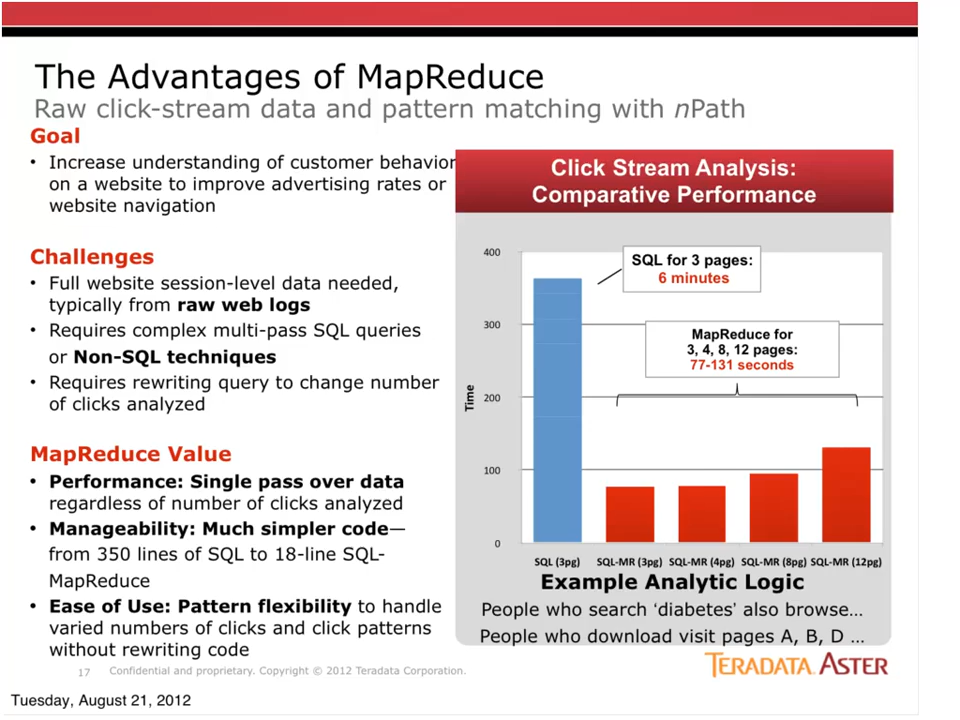 The Advantages of MapReduce
Raw click-stream data and pattern matching with nPath
Goal
• Increase understanding of customer behavior
on a website to improve advertising rates or
website navigation
Challenges
• Full website session-level data needed,
typically from raw web logs
• Requires complex multi-pass SQL queries
or Non-SQL techniques
• Requires rewriting query to change number
of clicks analyzed
MapReduce Value
• Performance: Single pass over data
regardless of number of clicks analyzed
• Manageability: Much simpler code—
from 350 lines of SQL to 18-line SQL-
MapReduce
• Ease of Use: Pattern flexibility to handle
varied numbers of clicks and click patterns
without rewriting code
Click Stream Analysis:
Comparative Performance
400
300
200
100
0
Time
SQL for 3 pages:
6 minutes
MapReduce for
3, 4, 8, 12 pages:
77-131 seconds
SQL (3pg) SQL-MR (3pg) SQL-MR (4pg) SQL-MR (8pg) SQL-MR (12pg)
Example Analytic Logic
People who search ‘diabetes’ also browse…
People who download visit pages A, B, D …
17 Confidential and proprietary. Copyright © 2012 Teradata Corporation.
TERADATA ASTER
Tuesday, August 21, 2012